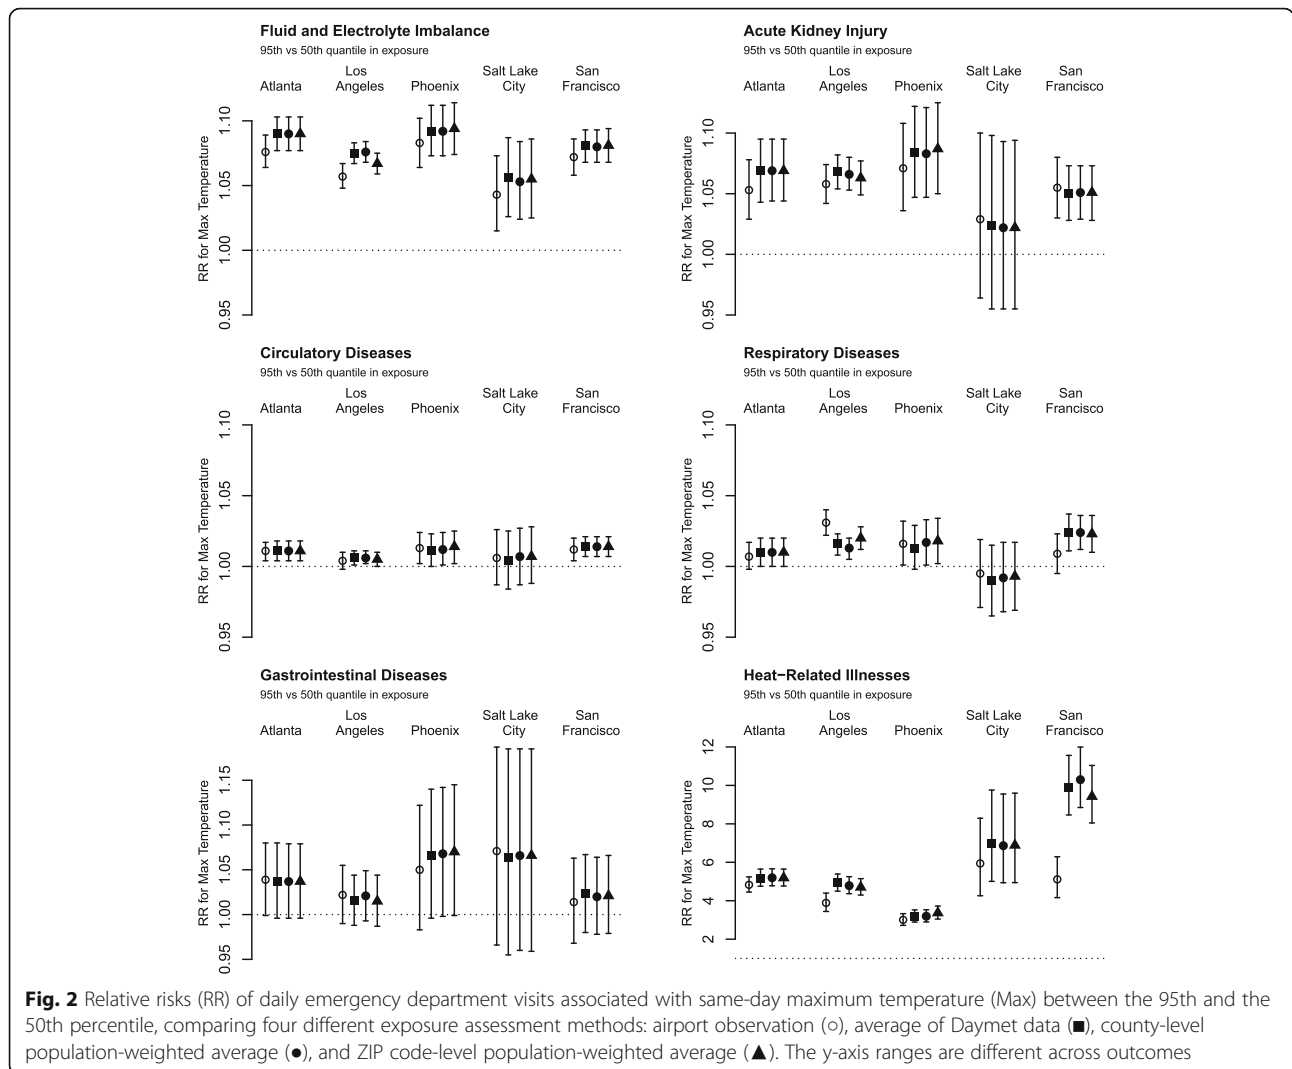 Fluid and Electrolyte Imbalance
95th vs 50th quantile in exposure
Atlanta
Los
Angeles
Phoenix
Salt Lake
City
San
Francisco
RR for Max Temperature
1.10
1.05
1.00
0.95
Acute Kidney Injury
95th vs 50th quantile in exposure
Atlanta
Los
Angeles
Phoenix
Salt Lake
City
San
Francisco
RR for Max Temperature
1.10
1.05
1.00
0.95
Circulatory Diseases
95th vs 50th quantile in exposure
Atlanta
Los
Angeles
Phoenix
Salt Lake
City
San
Francisco
RR for Max Temperature
1.10
1.05
1.00
0.95
Respiratory Diseases
95th vs 50th quantile in exposure
Atlanta
Los
Angeles
Phoenix
Salt Lake
City
San
Francisco
RR for Max Temperature
1.10
1.05
1.00
0.95
Gastrointestinal Diseases
95th vs 50th quantile in exposure
Atlanta
Los
Angeles
Phoenix
Salt Lake
City
San
Francisco
RR for Max Temperature
1.15
1.10
1.05
1.00
0.95
Heat−Related Illnesses
95th vs 50th quantile in exposure
Atlanta
Los
Angeles
Phoenix
Salt Lake
City
San
Francisco
RR for Max Temperature
12
10
8
6
4
2
Fig. 2 Relative risks (RR) of daily emergency department visits associated with same-day maximum temperature (Max) between the 95th and the
50th percentile, comparing four different exposure assessment methods: airport observation (○), average of Daymet data (■), county-level
population-weighted average (●), and ZIP code-level population-weighted average (▲). The y-axis ranges are different across outcomes